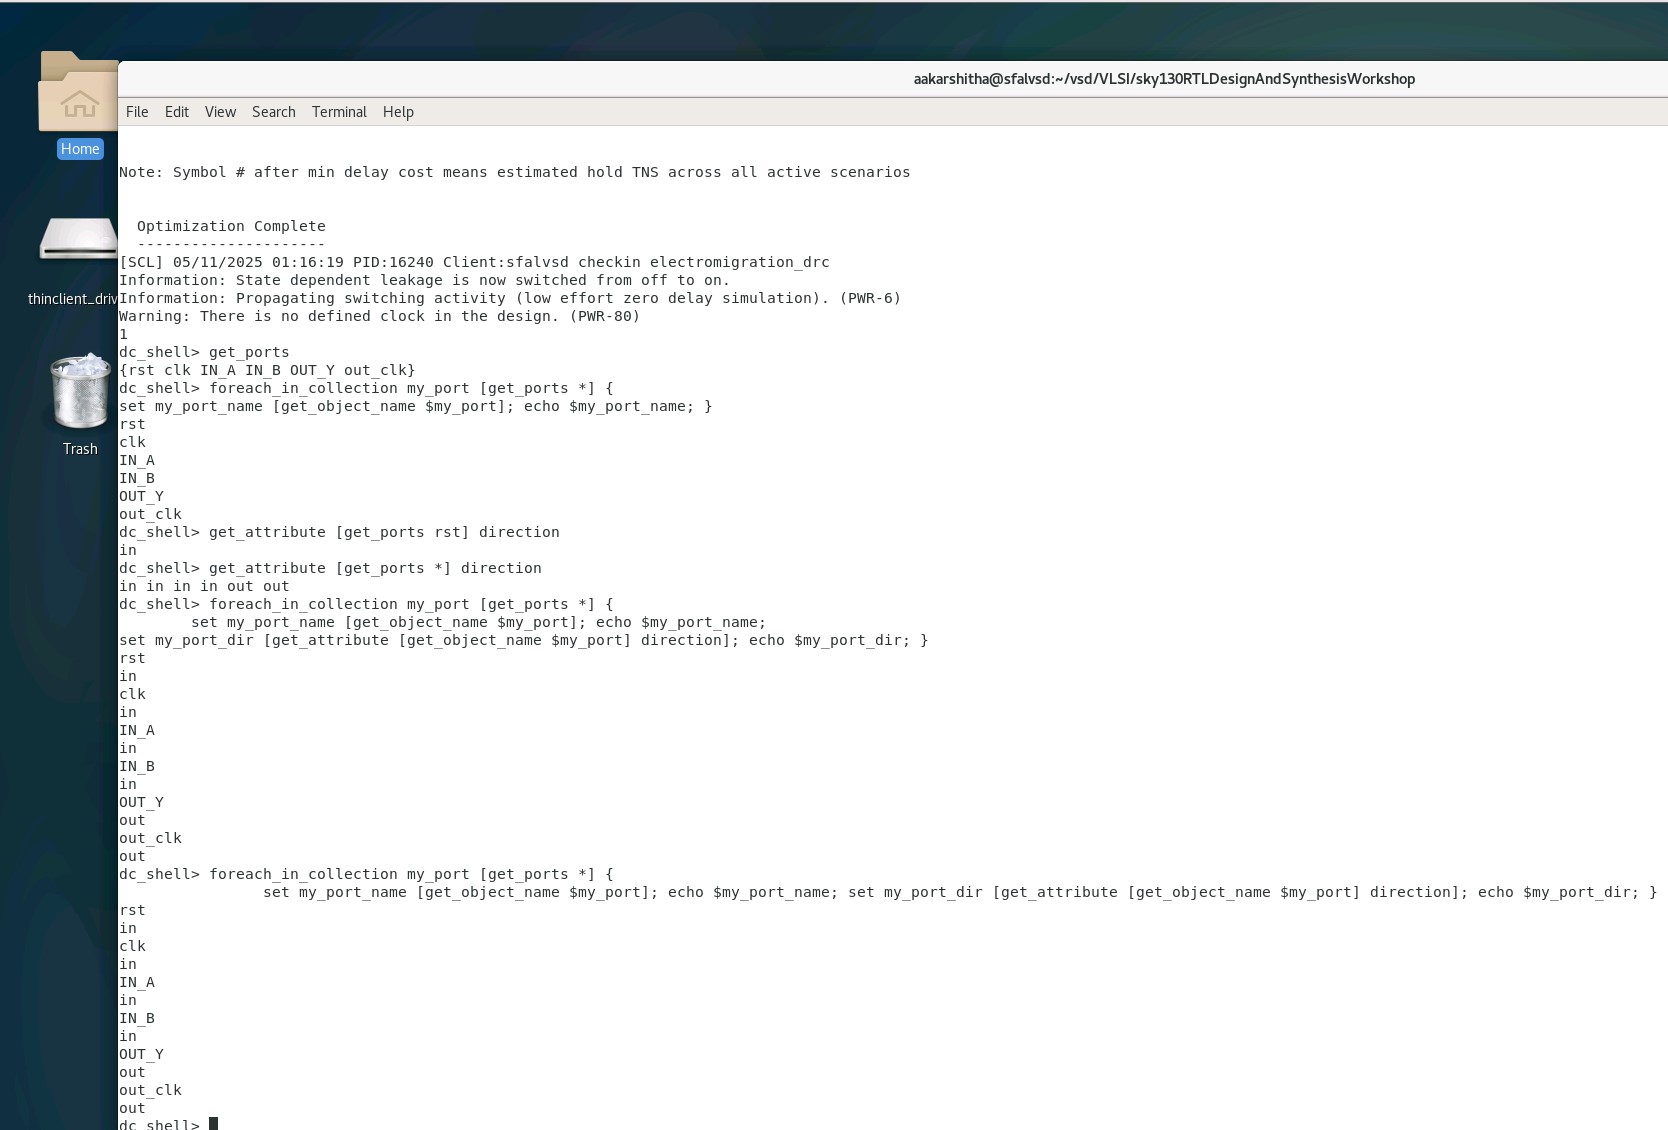 aakarshitha@sfalvsd:~/vsd/VLSI/sky130RTLDesignAndSynthesisWorkshop
File Edit View Search Terminal Help
Home
thinclient_driv
Trash
Note: Symbol # after min delay cost means estimated hold TNS across all active scenarios
Optimization Complete
---------------------
[SCL] 05/11/2025 01:16:19 PID:16240 Client:sfalvsd checkin electromigration_drc
Information: State dependent leakage is now switched from off to on.
Information: Propagating switching activity (low effort zero delay simulation). (PWR-6)
Warning: There is no defined clock in the design. (PWR-80)
1
dc_shell> get_ports
{rst clk IN_A IN_B OUT_Y out_clk}
dc_shell> foreach_in_collection my_port [get_ports *] {
set my_port_name [get_object_name $my_port]; echo $my_port_name; }
rst
clk
IN_A
IN_B
OUT_Y
out_clk
dc_shell> get_attribute [get_ports rst] direction
in
dc_shell> get_attribute [get_ports *] direction
in in in in out out
dc_shell> foreach_in_collection my_port [get_ports *] {
set my_port_name [get_object_name $my_port]; echo $my_port_name;
set my_port_dir [get_attribute [get_object_name $my_port] direction]; echo $my_port_dir; }
rst
in
clk
in
IN_A
in
IN_B
in
OUT_Y
out
out_clk
out
dc_shell> foreach_in_collection my_port [get_ports *] {
set my_port_name [get_object_name $my_port]; echo $my_port_name; set my_port_dir [get_attribute [get_object_name $my_port] direction]; echo $my_port_dir; }
rst
in
clk
in
IN_A
in
IN_B
in
OUT_Y
out
out_clk
out
dc_shell>